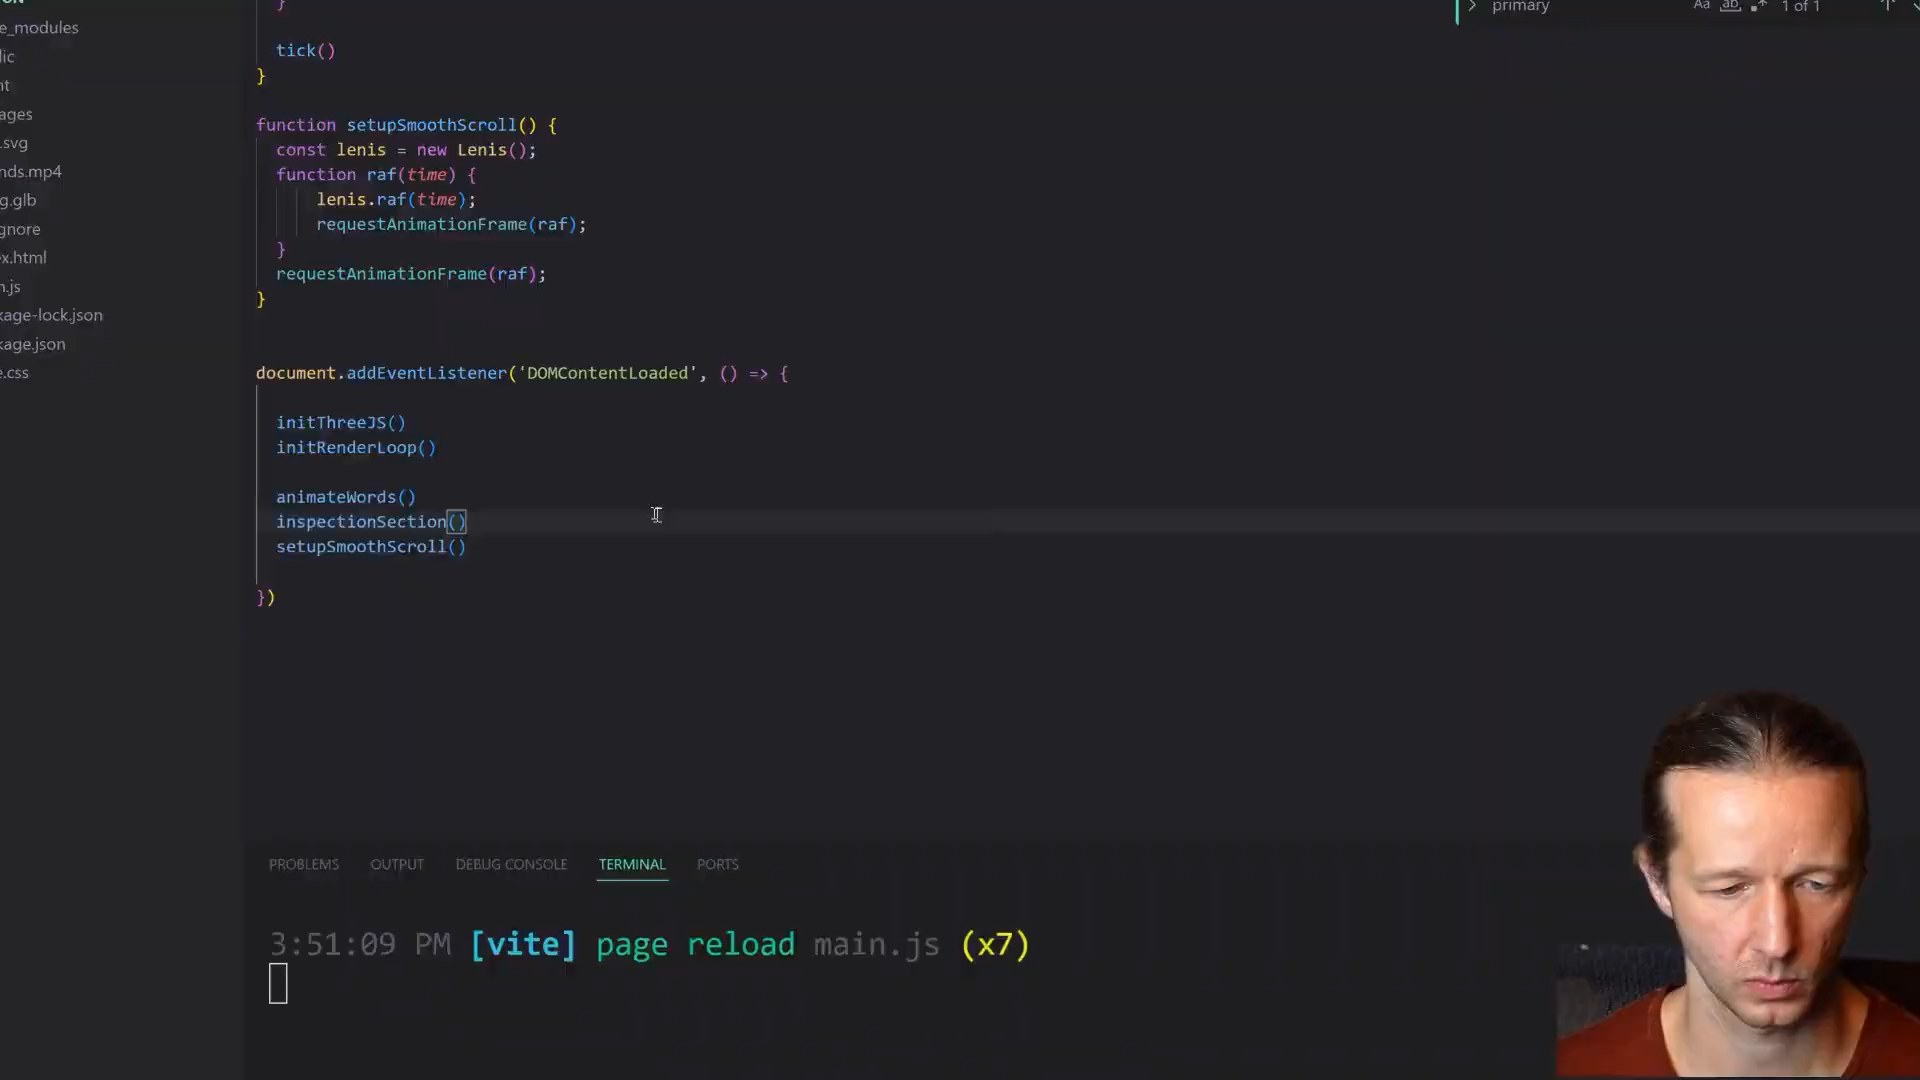 e_modules
lic
nt
ages
.svg
nds.mp4
g.glb
gnore
x.html
n.js
kage-lock.json
kage.json
e.css
primary
Aa ab 1 of 1
}
tick()
}
function setupSmoothScroll() {
const lenis = new Lenis();
function raf(time) {
lenis.raf(time);
requestAnimationFrame(raf);
}
requestAnimationFrame(raf);
}
document.addEventListener(‘DOMContentLoaded', () => {
initThreeJS()
initRenderLoop()
animateWords()
inspectionSection()
setupSmoothScroll()
})
PROBLEMS OUTPUT DEBUG CONSOLE TERMINAL PORTS
3:51:09 PM [vite] page reload main.js (x7)